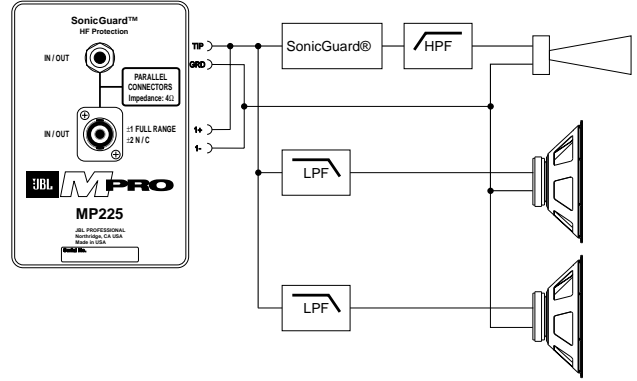 SonicGuard™
HF Protection
IN / OUT
PARALLEL
CONNECTORS
Impedance: 4Ω
IN / OUT
±1 FULL RANGE
±2 N / C
JBL MPRO
MP225
JBL PROFESSIONAL
Northridge, CA USA
Made in USA
Serial No.
TIP
GRD
1+
1-
SonicGuard®
HPF
LPF
LPF